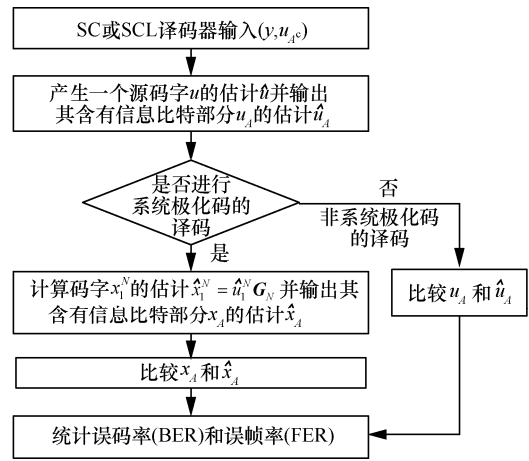 SC或SCL译码器输入(y,u_{A^c})
产生一个源码字u的估计û并输出
其含有信息比特部分u_A的估计û_A
是否进行
系统极化码的
译码
否
非系统极化码
的译码
是
计算码字x_1^N的估计x̂_1^N=û_1^N G_N并输出其
含有信息比特部分x_A的估计x̂_A
比较u_A和û_A
比较x_A和x̂_A
统计误码率(BER)和误帧率(FER)